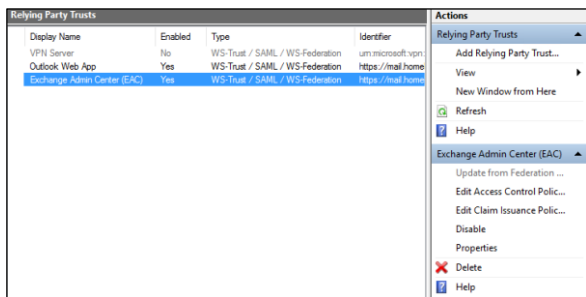 Relying Party Trusts
Display Name Enabled Type Identifier
VPN Server No WS-Trust / SAML / WS-Federation urn:microsoft:vpn:
Outlook Web App Yes WS-Trust / SAML / WS-Federation https://mail.home
Exchange Admin Center (EAC) Yes WS-Trust / SAML / WS-Federation https://mail.home
Actions
Relying Party Trusts
Add Relying Party Trust...
View
New Window from Here
Refresh
Help
Exchange Admin Center (EAC)
Update from Federation ...
Edit Access Control Polic...
Edit Claim Issuance Polic...
Disable
Properties
Delete
Help